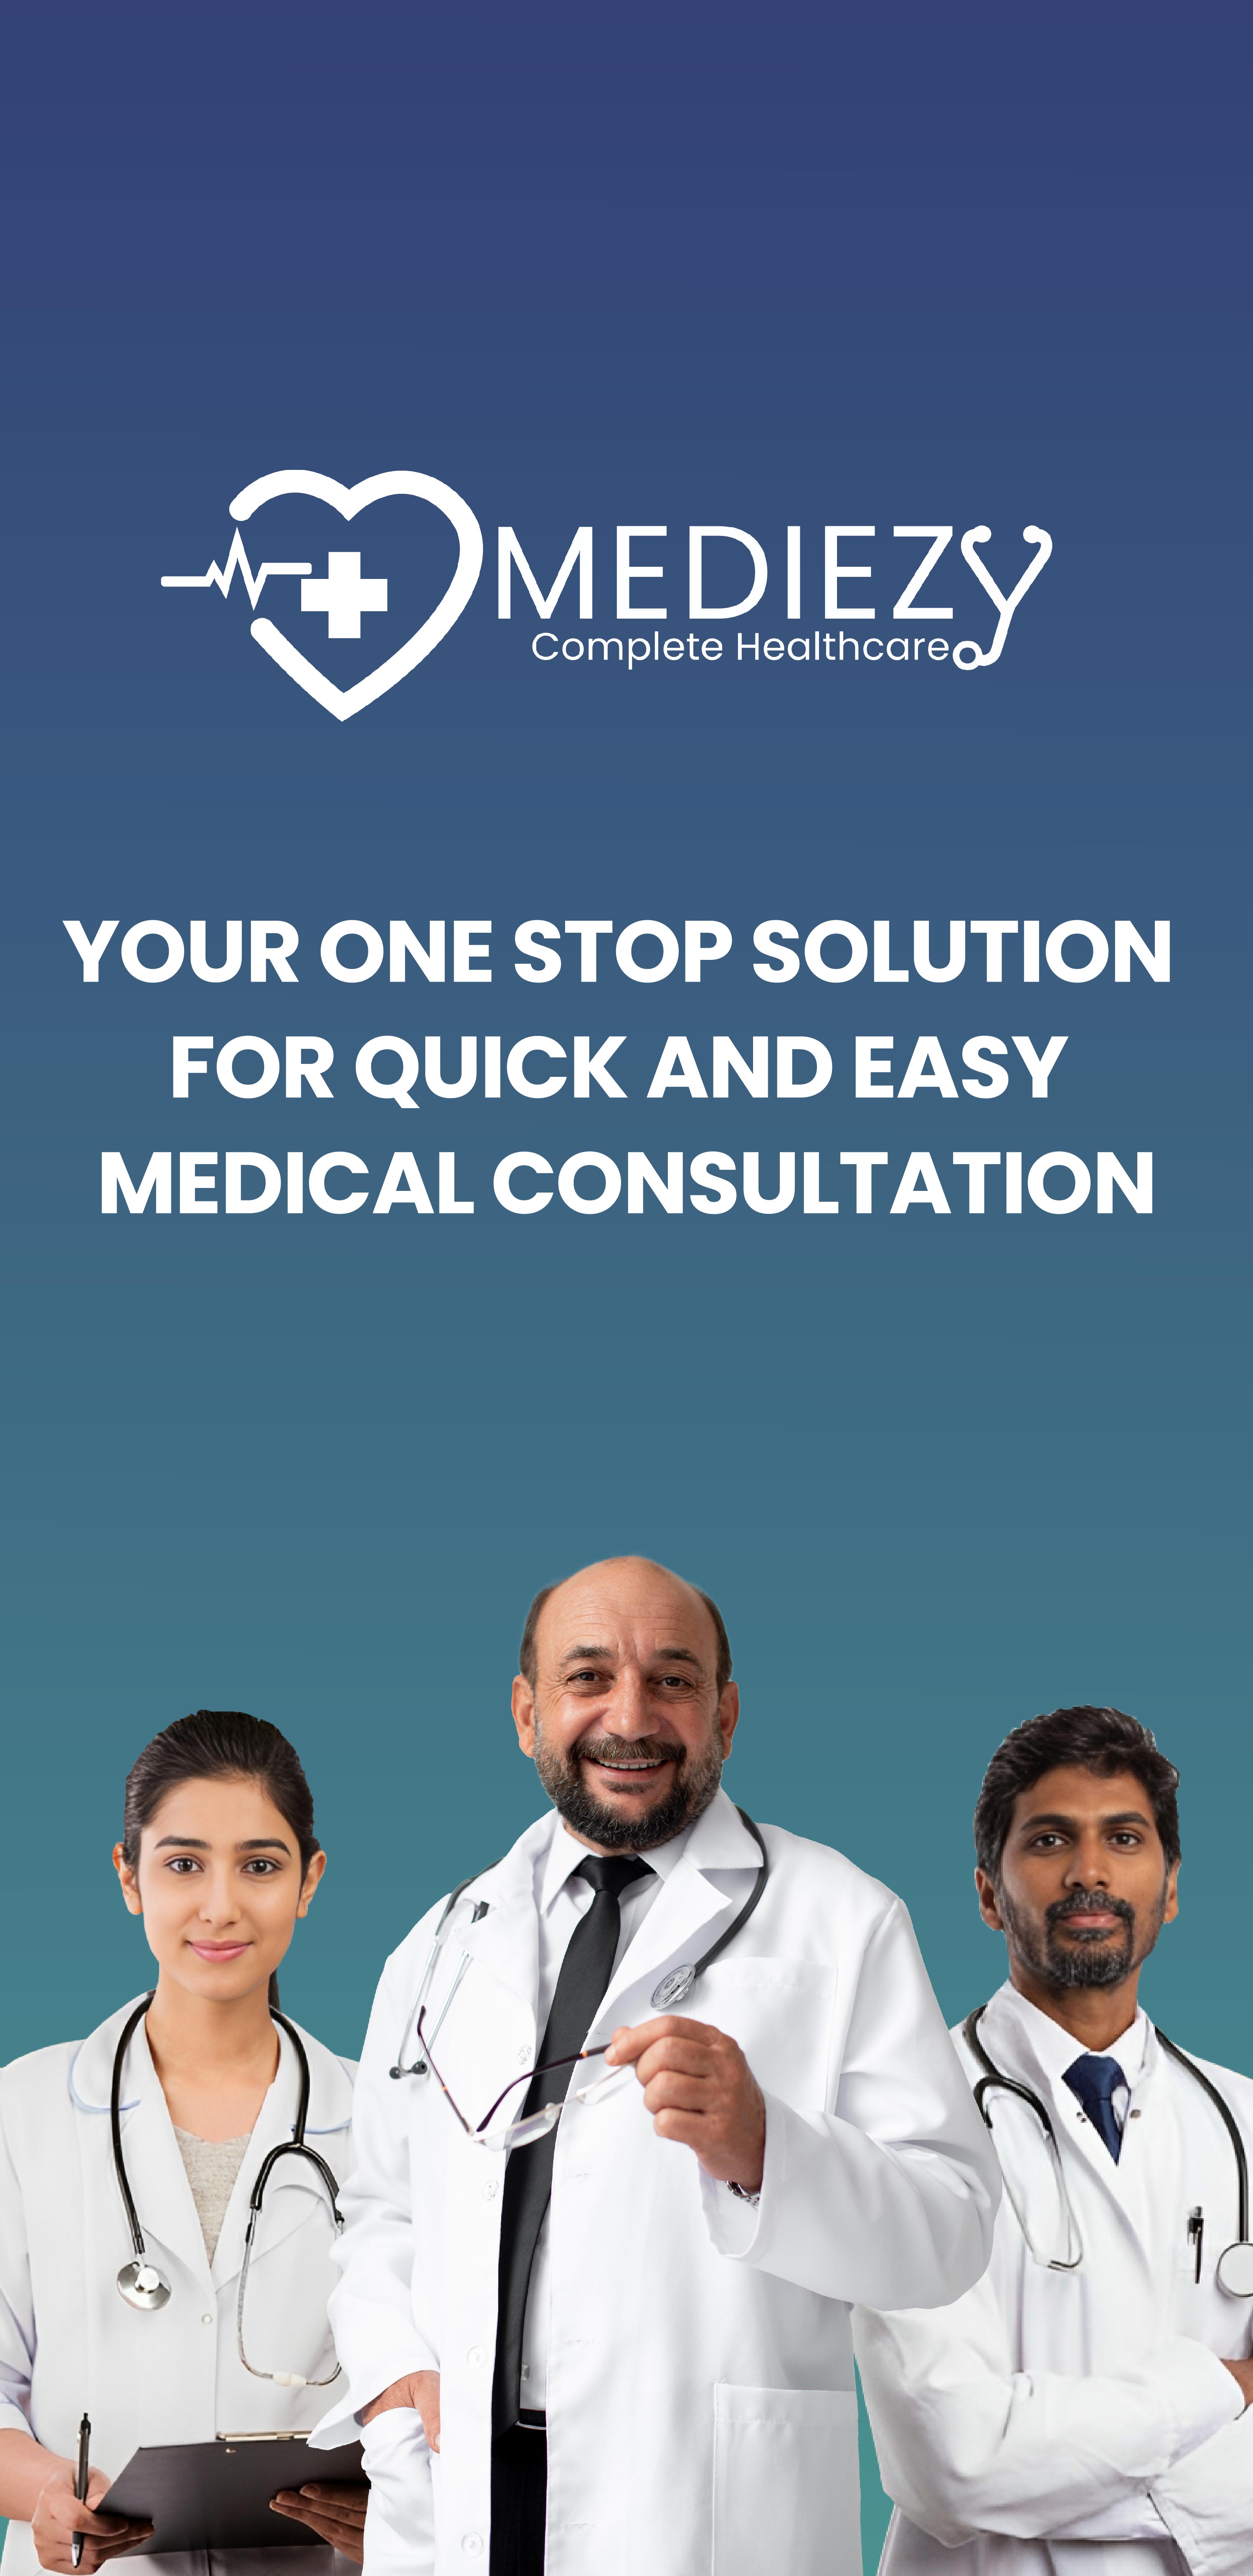 MEDIEZY
Complete Healthcare
YOUR ONE STOP SOLUTION
FOR QUICK AND EASY
MEDICAL CONSULTATION